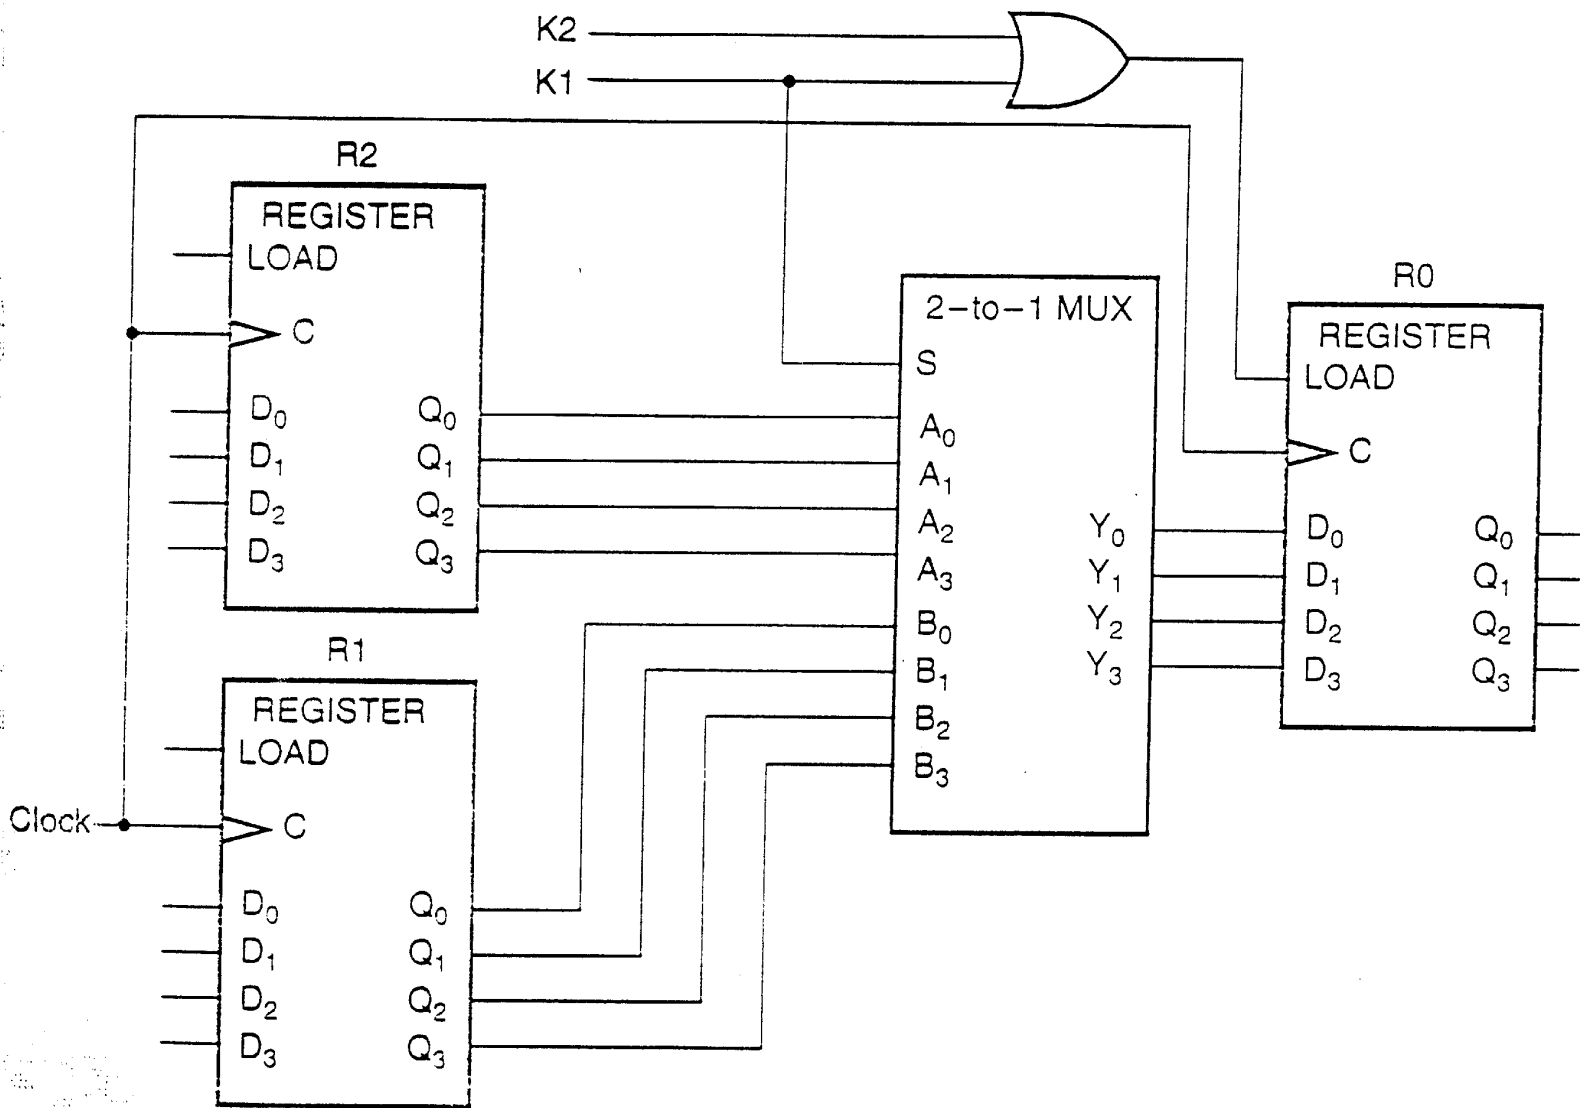 K2
K1
R2
REGISTER
LOAD
C
D0 Q0
D1 Q1
D2 Q2
D3 Q3
R1
REGISTER
LOAD
Clock
C
D0 Q0
D1 Q1
D2 Q2
D3 Q3
2-to-1 MUX
S
A0
A1
A2
A3
B0
B1
B2
B3
Y0
Y1
Y2
Y3
R0
REGISTER
LOAD
C
D0 Q0
D1 Q1
D2 Q2
D3 Q3